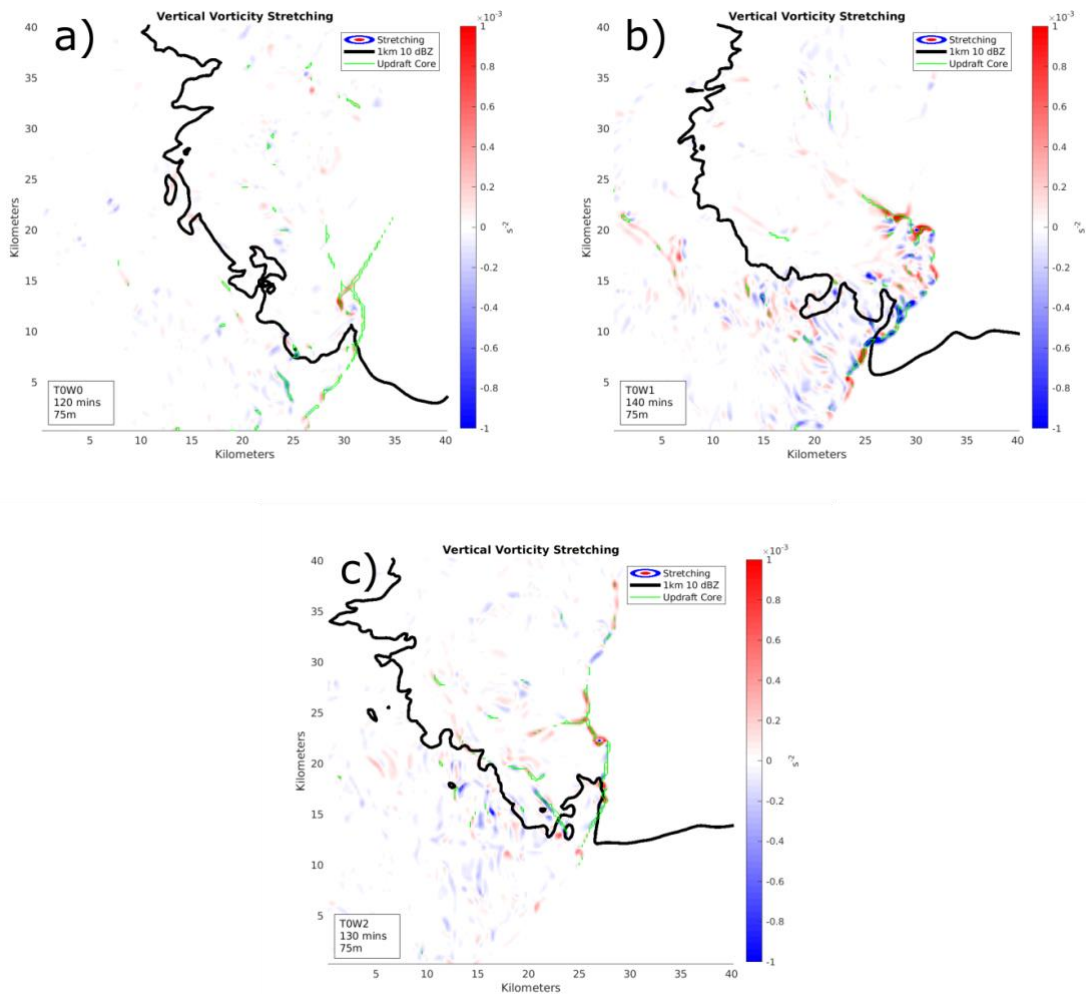 a)
Vertical Vorticity Stretching
×10⁻³
Stretching
1km 10 dBZ
Updraft Core
40
35
30
25
20
15
10
5
Kilometers
T0W0
120 mins
75m
5 10 15 20 25 30 35 40
Kilometers
1
0.8
0.6
0.4
0.2
0
-0.2
-0.4
-0.6
-0.8
-1
s⁻²
b)
Vertical Vorticity Stretching
×10⁻³
Stretching
1km 10 dBZ
Updraft Core
40
35
30
25
20
15
10
5
Kilometers
T0W1
140 mins
75m
5 10 15 20 25 30 35 40
Kilometers
1
0.8
0.6
0.4
0.2
0
-0.2
-0.4
-0.6
-0.8
-1
s⁻²
c)
Vertical Vorticity Stretching
×10⁻³
Stretching
1km 10 dBZ
Updraft Core
40
35
30
25
20
15
10
5
Kilometers
T0W2
130 mins
75m
5 10 15 20 25 30 35 40
Kilometers
1
0.8
0.6
0.4
0.2
0
-0.2
-0.4
-0.6
-0.8
-1
s⁻²